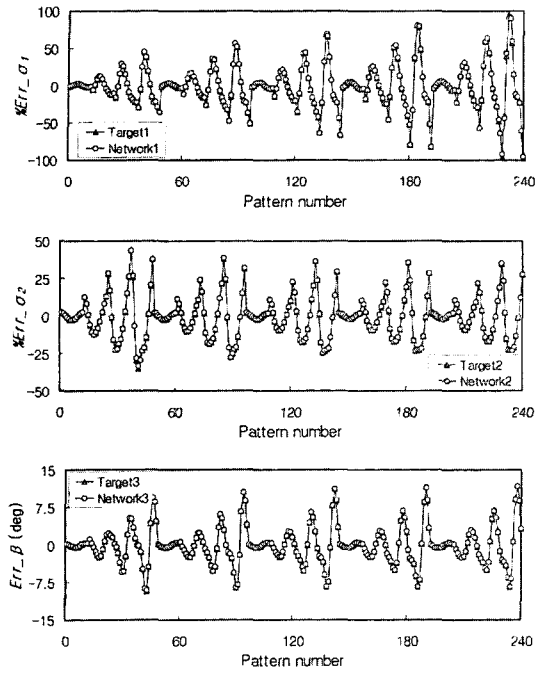 100
50
0
-50
-100
%Err_σ1
Target1
Network1
0 60 120 180 240
Pattern number
50
25
0
-25
-50
%Err_σ2
Target2
Network2
0 60 120 180 240
Pattern number
15
7.5
0
-7.5
-15
Err_β (deg)
Target3
Network3
0 60 120 180 240
Pattern number